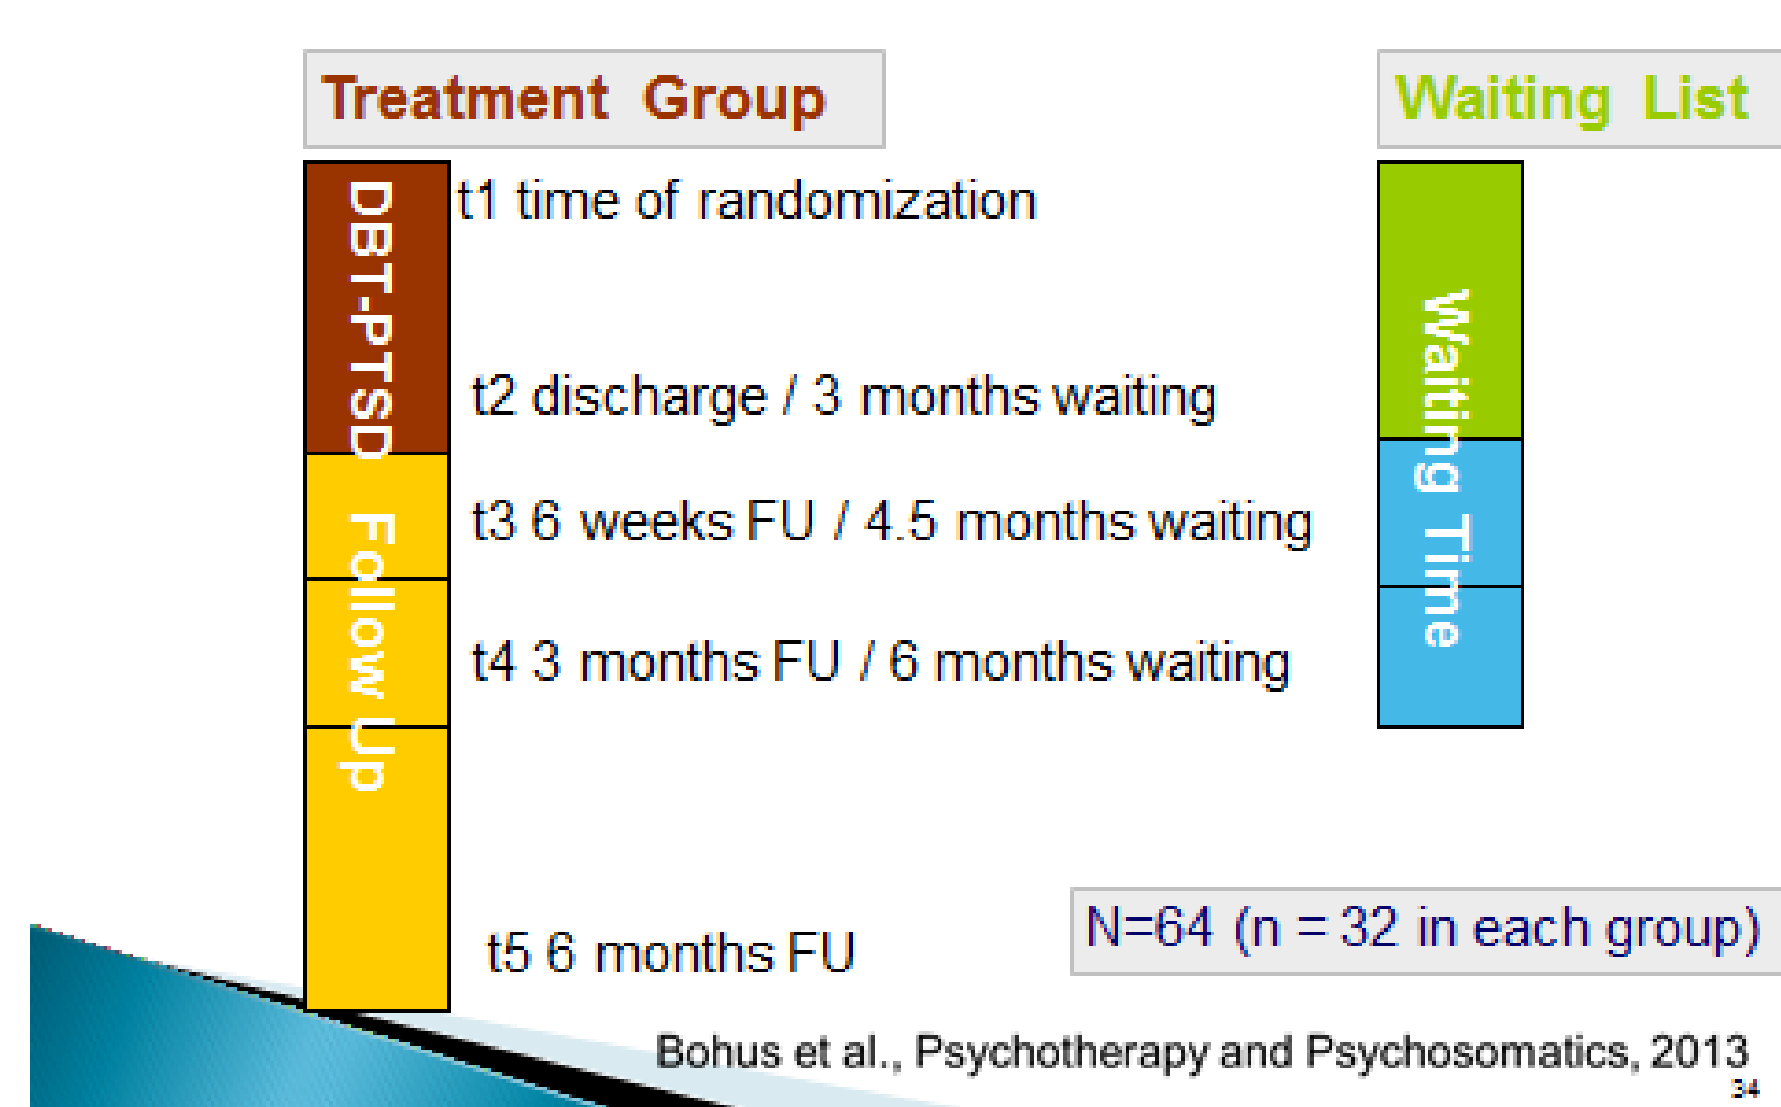 Treatment Group
Waiting List
DBT-PTSD Follow Up
t1 time of randomization
t2 discharge / 3 months waiting
t3 6 weeks FU / 4.5 months waiting
t4 3 months FU / 6 months waiting
t5 6 months FU
Waiting Time
N=64 (n = 32 in each group)
Bohus et al., Psychotherapy and Psychosomatics, 2013
34